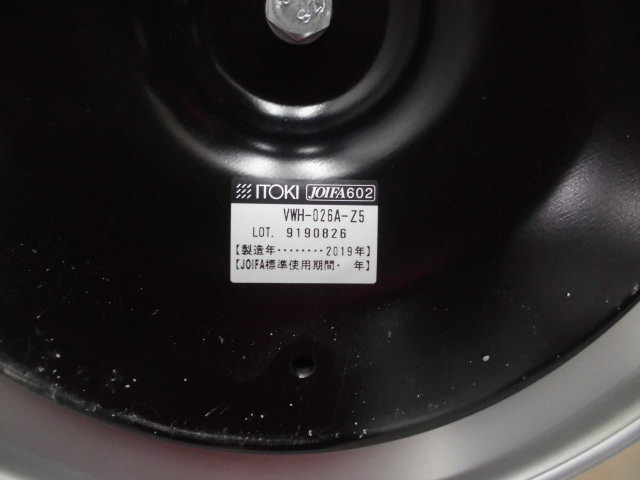 ITOKI JOIFA602
VWH-026A-Z5
LOT. 9190826
【製造年‥‥‥‥2019年】
【JOIFA標準使用期間・ 年】